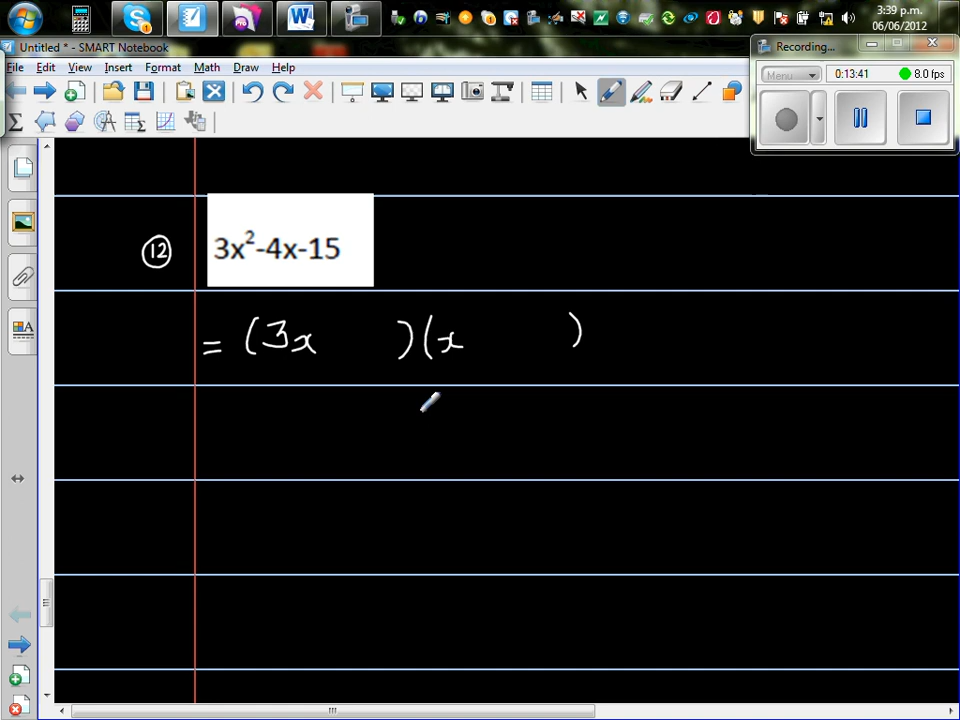 3:39 p.m.
06/06/2012
Untitled * - SMART Notebook
File Edit View Insert Format Math Draw Help
Recording...
Menu 0:13:41 8.0 fps
12 3x²-4x-15
= (3x )(x )